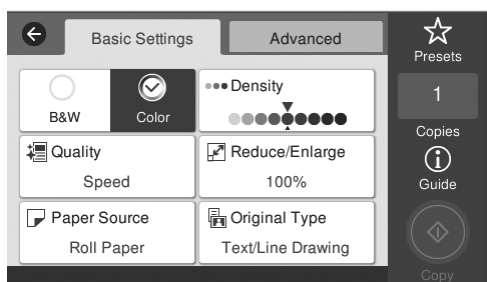 Basic Settings
Advanced
Presets
B&W
Color
Density
1
Copies
Quality
Speed
Reduce/Enlarge
100%
Guide
Paper Source
Roll Paper
Original Type
Text/Line Drawing
Copy